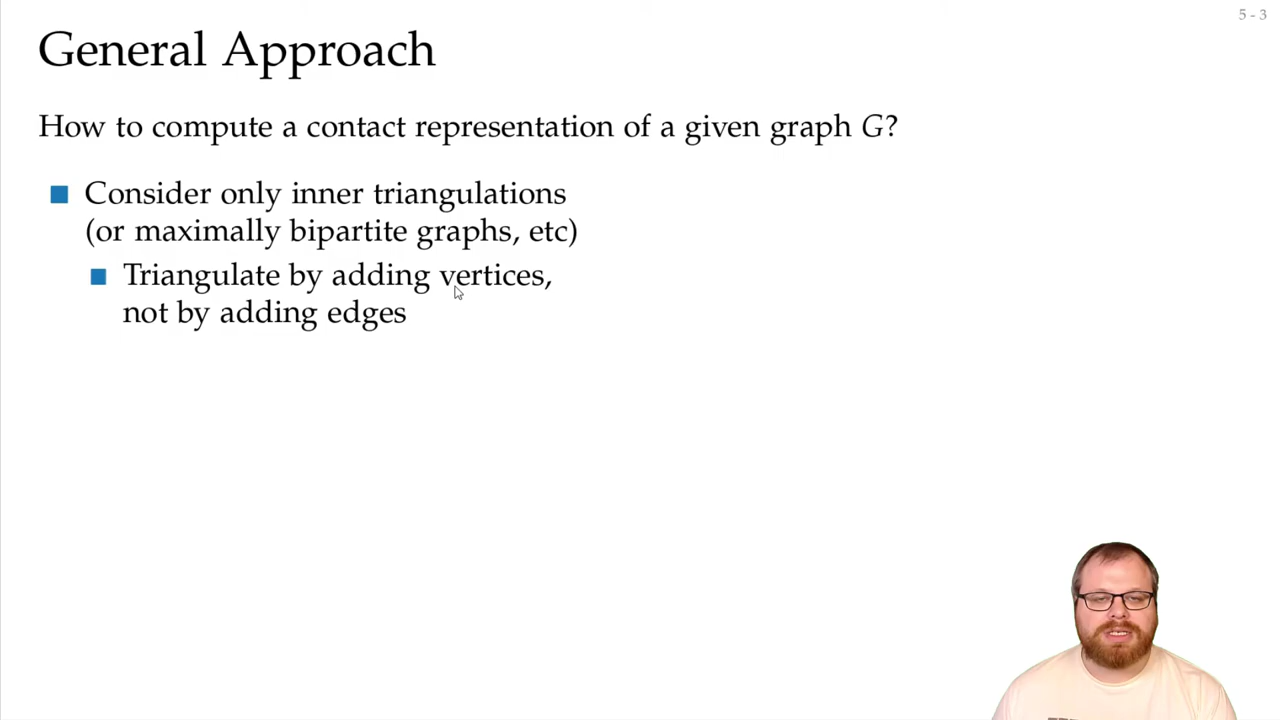 5 - 3
General Approach
How to compute a contact representation of a given graph G?
Consider only inner triangulations
(or maximally bipartite graphs, etc)
Triangulate by adding vertices,
not by adding edges